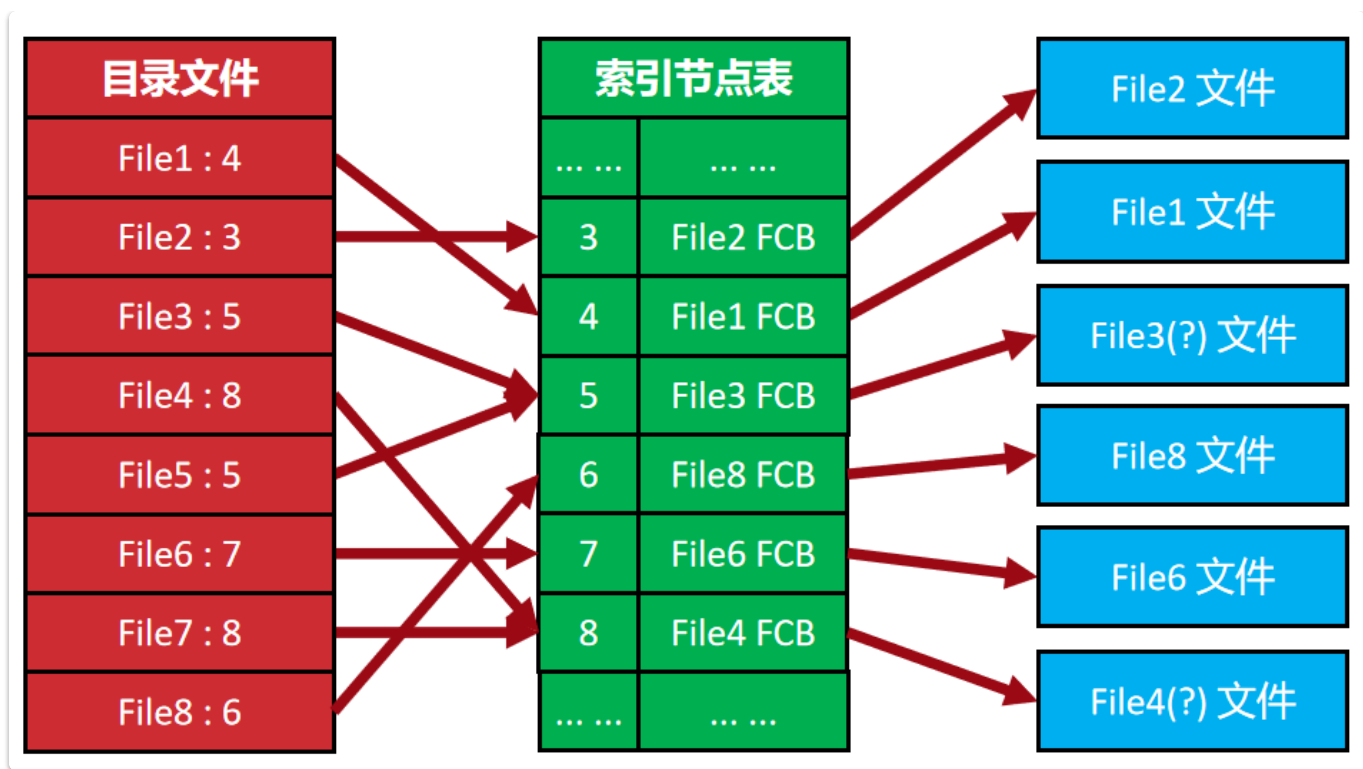 目录文件
File1 : 4
File2 : 3
File3 : 5
File4 : 8
File5 : 5
File6 : 7
File7 : 8
File8 : 6
索引节点表
... ... ... ...
3 File2 FCB
4 File1 FCB
5 File3 FCB
6 File8 FCB
7 File6 FCB
8 File4 FCB
... ... ... ...
File2 文件
File1 文件
File3(?) 文件
File8 文件
File6 文件
File4(?) 文件